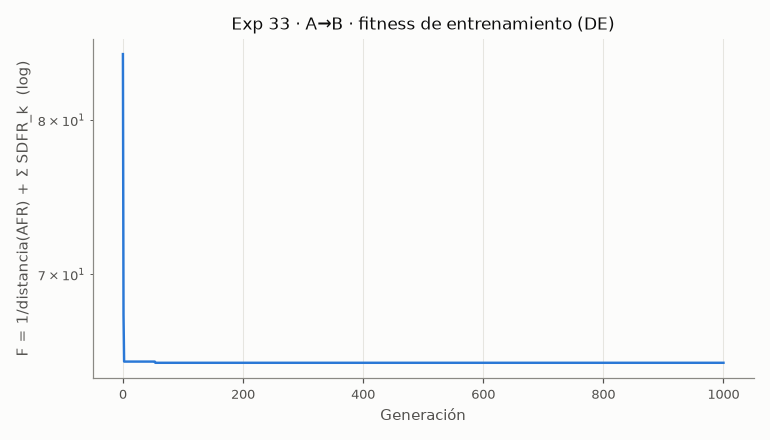 Exp 33 · A→B · fitness de entrenamiento (DE)
F = 1/distancia(AFR) + Σ SDFR_k (log)
8 × 10¹
7 × 10¹
0 200 400 600 800 1000
Generación